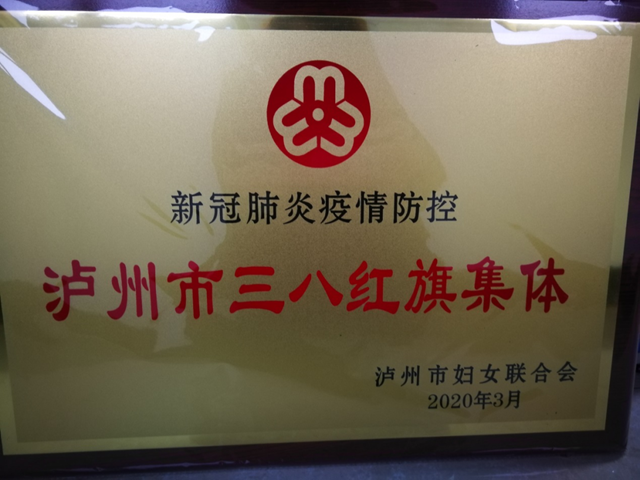 新冠肺炎疫情防控
泸州市三八红旗集体
泸州市妇女联合会
2020年3月